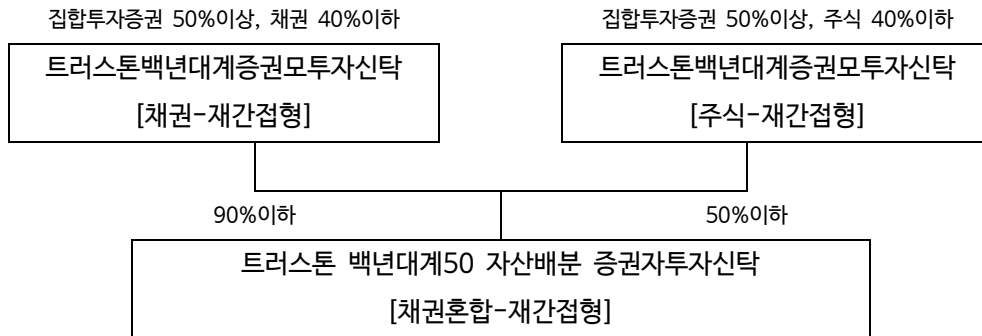 집합투자증권 50%이상, 채권 40%이하
트러스톤백년대계증권모투자신탁
[채권-재간접형]
집합투자증권 50%이상, 주식 40%이하
트러스톤백년대계증권모투자신탁
[주식-재간접형]
90%이하
50%이하
트러스톤 백년대계50 자산배분 증권자투자신탁
[채권혼합-재간접형]